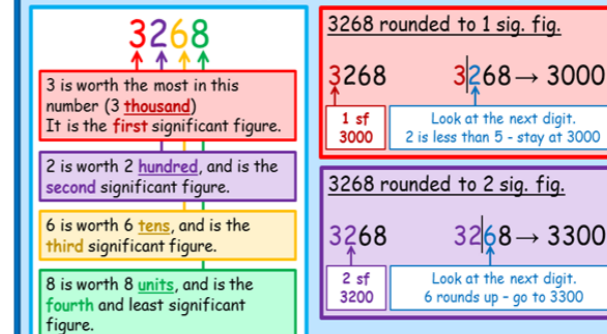 3268
3 is worth the most in this
number (3 thousand)
It is the first significant figure.
2 is worth 2 hundred, and is the
second significant figure.
6 is worth 6 tens, and is the
third significant figure.
8 is worth 8 units, and is the
fourth and least significant
figure.
3268 rounded to 1 sig. fig.
3268
3|268→ 3000
1 sf
3000
Look at the next digit.
2 is less than 5 - stay at 3000
3268 rounded to 2 sig. fig.
3268
32|68→ 3300
2 sf
3200
Look at the next digit.
6 rounds up - go to 3300